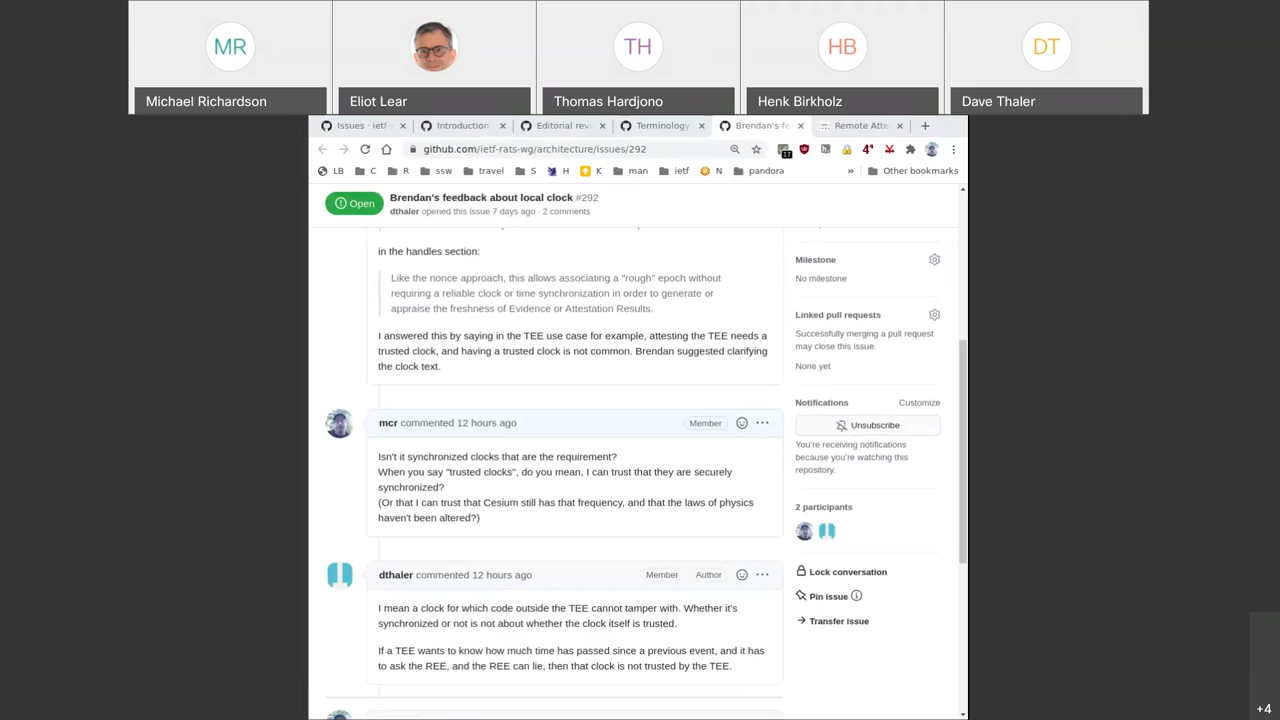 MR
TH
HB
DT
Michael Richardson
Eliot Lear
Thomas Hardjono
Henk Birkholz
Dave Thaler
Issues · ietf-
Introduction
Editorial rev
Terminology
Brendan's fe
Remote Atte
github.com/ietf-rats-wg/architecture/issues/292
17
LB
C
R
ssw
travel
S
H
K
man
ietf
N
pandora
»
Other bookmarks
Open
Brendan's feedback about local clock #292
dthaler opened this issue 7 days ago · 2 comments
in the handles section:
Like the nonce approach, this allows associating a "rough" epoch without
requiring a reliable clock or time synchronization in order to generate or
appraise the freshness of Evidence or Attestation Results.
I answered this by saying in the TEE use case for example, attesting the TEE needs a
trusted clock, and having a trusted clock is not common. Brendan suggested clarifying
the clock text.
mcr commented 12 hours ago
Member
Isn't it synchronized clocks that are the requirement?
When you say "trusted clocks", do you mean, I can trust that they are securely
synchronized?
(Or that I can trust that Cesium still has that frequency, and that the laws of physics
haven't been altered?)
dthaler commented 12 hours ago
Member
Author
I mean a clock for which code outside the TEE cannot tamper with. Whether it's
synchronized or not is not about whether the clock itself is trusted.
If a TEE wants to know how much time has passed since a previous event, and it has
to ask the REE, and the REE can lie, then that clock is not trusted by the TEE.
Milestone
No milestone
Linked pull requests
Successfully merging a pull request
may close this issue.
None yet
Notifications
Customize
Unsubscribe
You're receiving notifications
because you're watching this
repository.
2 participants
Lock conversation
Pin issue
Transfer issue
+4